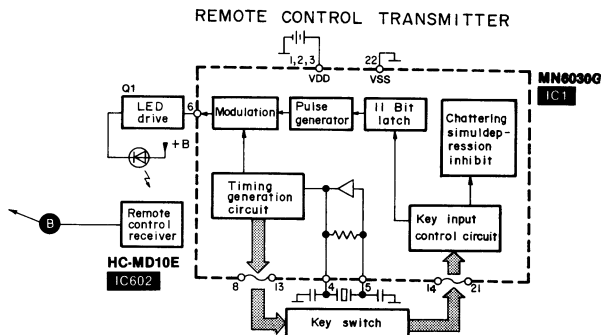 REMOTE CONTROL TRANSMITTER
1,2,3
VDD
22
VSS
MN6030G
IC1
Q1
LED
drive
6
Modulation
Pulse
generator
11 Bit
latch
Chattering
simuldep-
ression
inhibit
+B
Timing
generation
circuit
Key input
control circuit
B
Remote
control
receiver
HC-MD10E
IC602
8
13
4
5
14
21
Key switch